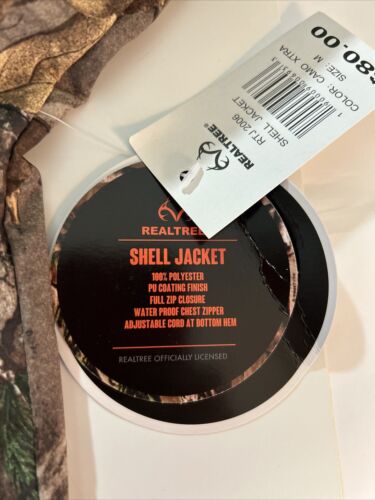 REALTREE
SHELL JACKET
100% POLYESTER
PU COATING FINISH
FULL ZIP CLOSURE
WATER PROOF CHEST ZIPPER
ADJUSTABLE CORD AT BOTTOM HEM
REALTREE OFFICIALLY LICENSED
REALTREE®
RTJ 2006
SHELL JACKET
COLOR: CAMO XTRA
SIZE: M
80.00